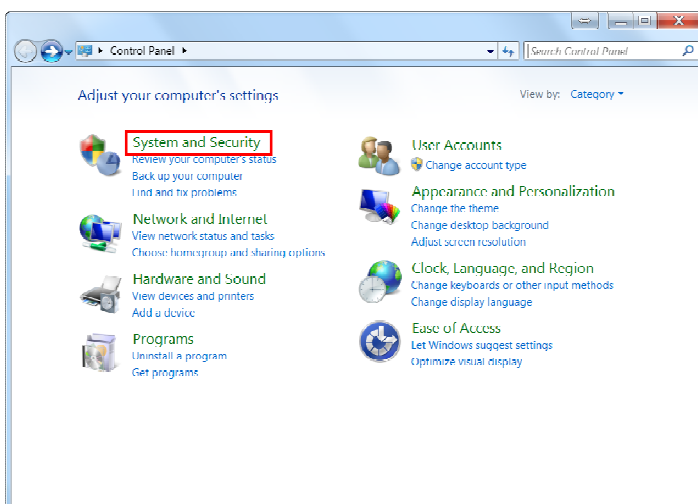 Control Panel
Search Control Panel
Adjust your computer's settings
View by: Category
System and Security
Review your computer's status
Back up your computer
Find and fix problems
Network and Internet
View network status and tasks
Choose homegroup and sharing options
Hardware and Sound
View devices and printers
Add a device
Programs
Uninstall a program
Get programs
User Accounts
Change account type
Appearance and Personalization
Change the theme
Change desktop background
Adjust screen resolution
Clock, Language, and Region
Change keyboards or other input methods
Change display language
Ease of Access
Let Windows suggest settings
Optimize visual display